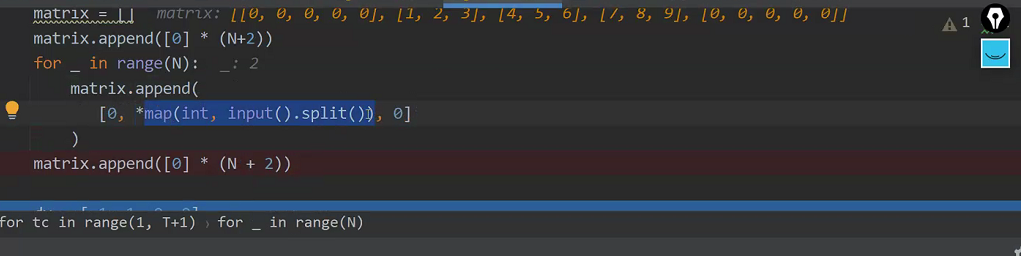 matrix = []   matrix: [[0, 0, 0, 0, 0], [1, 2, 3], [4, 5, 6], [7, 8, 9], [0, 0, 0, 0, 0]]
1
matrix.append([0] * (N+2))
for _ in range(N):   _: 2
matrix.append(
[0, *map(int, input().split()), 0]
)
matrix.append([0] * (N + 2))
for tc in range(1, T+1) › for _ in range(N)